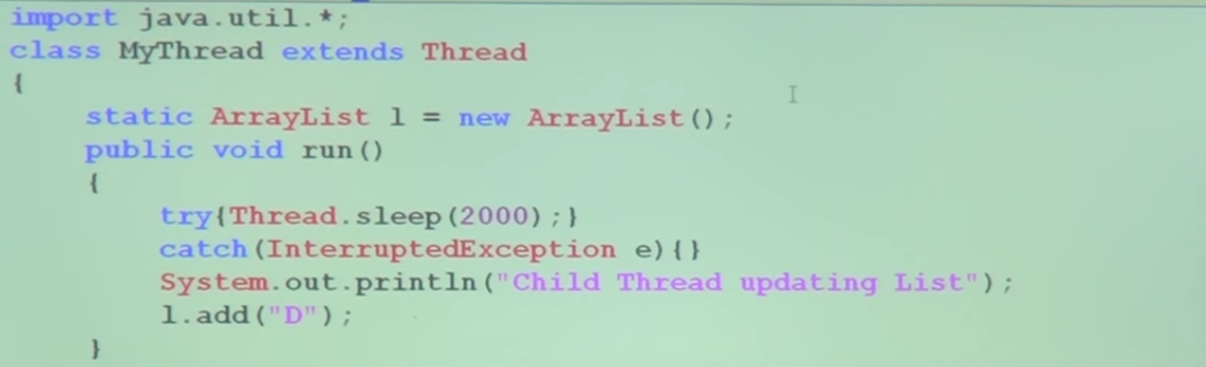 import java.util.*;
class MyThread extends Thread
{
static ArrayList l = new ArrayList();
public void run()
{
try{Thread.sleep(2000);}
catch(InterruptedException e){}
System.out.println("Child Thread updating List");
l.add("D");
}